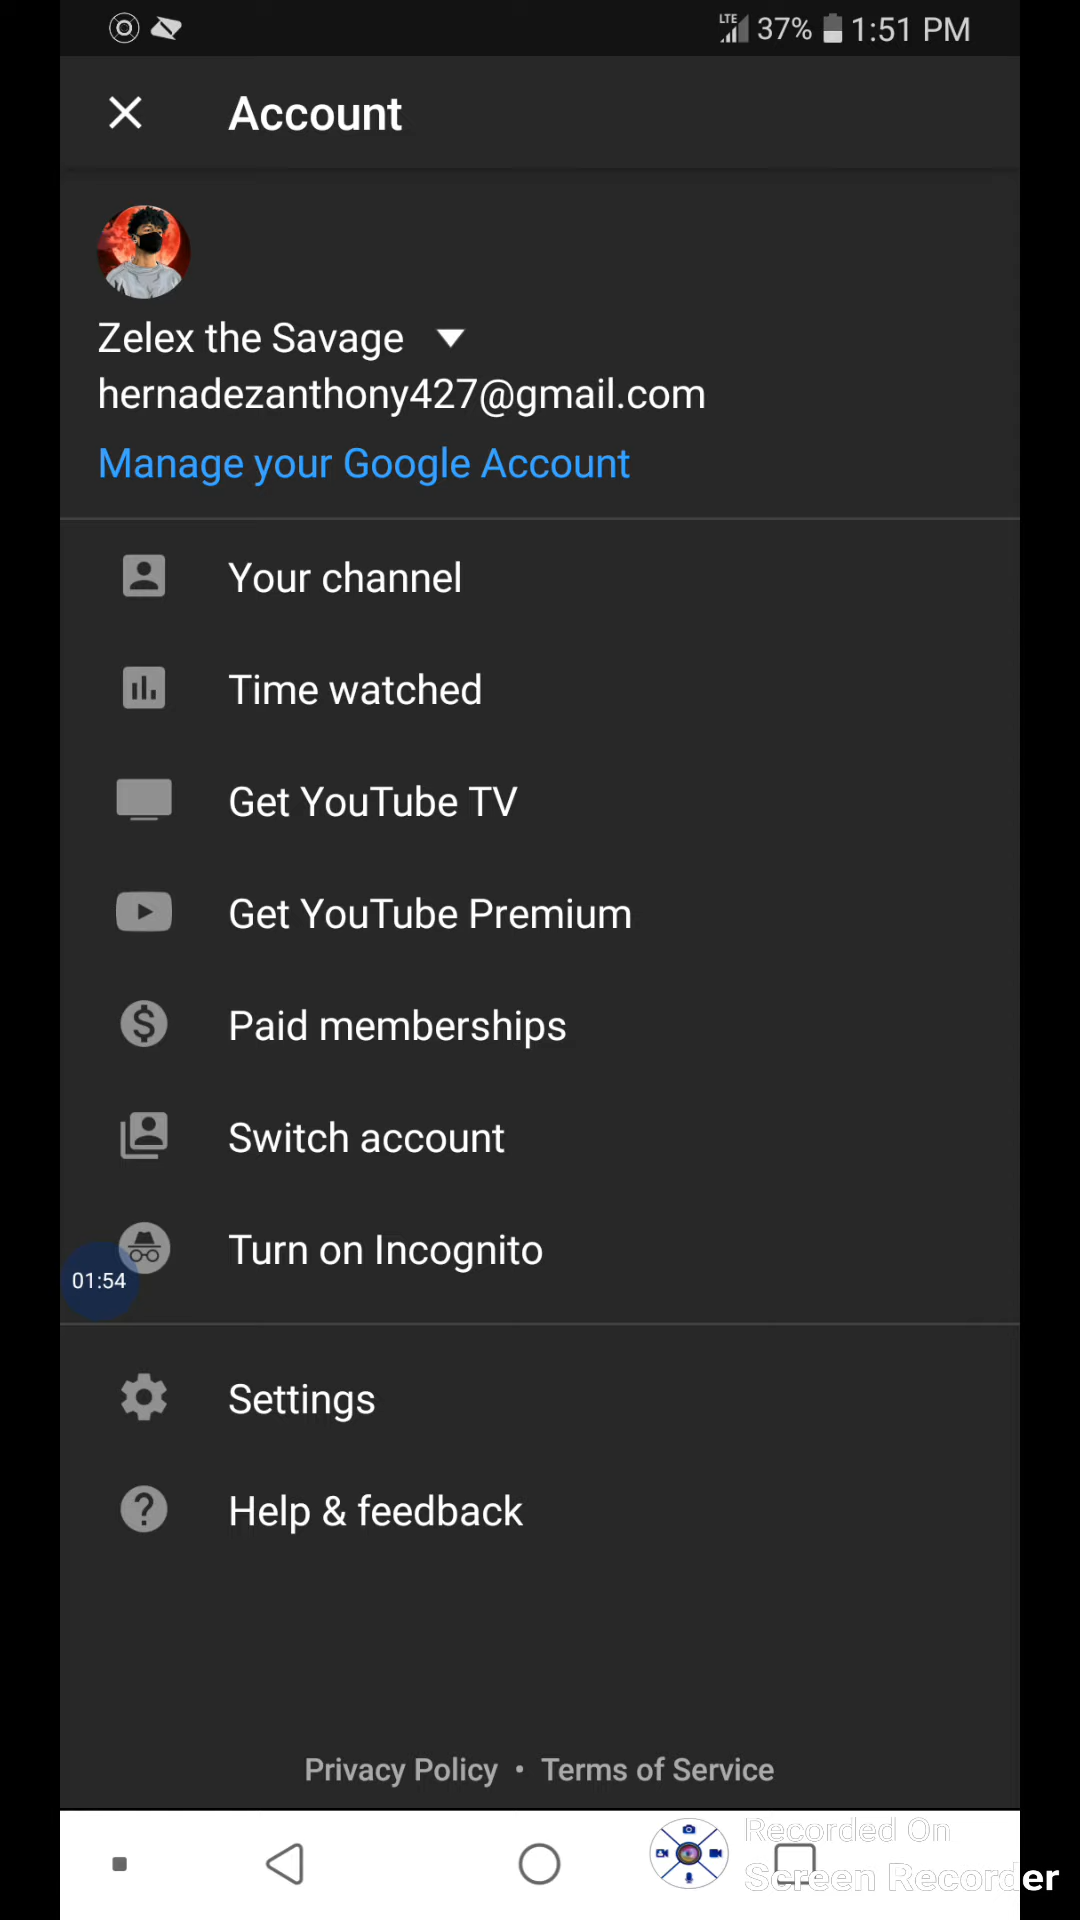 LTE 37% 1:51 PM
Account
Zelex the Savage
hernadezanthony427@gmail.com
Manage your Google Account
Your channel
Time watched
Get YouTube TV
Get YouTube Premium
Paid memberships
Switch account
Turn on Incognito
01:54
Settings
Help & feedback
Privacy Policy • Terms of Service
Recorded On
Screen Recorder